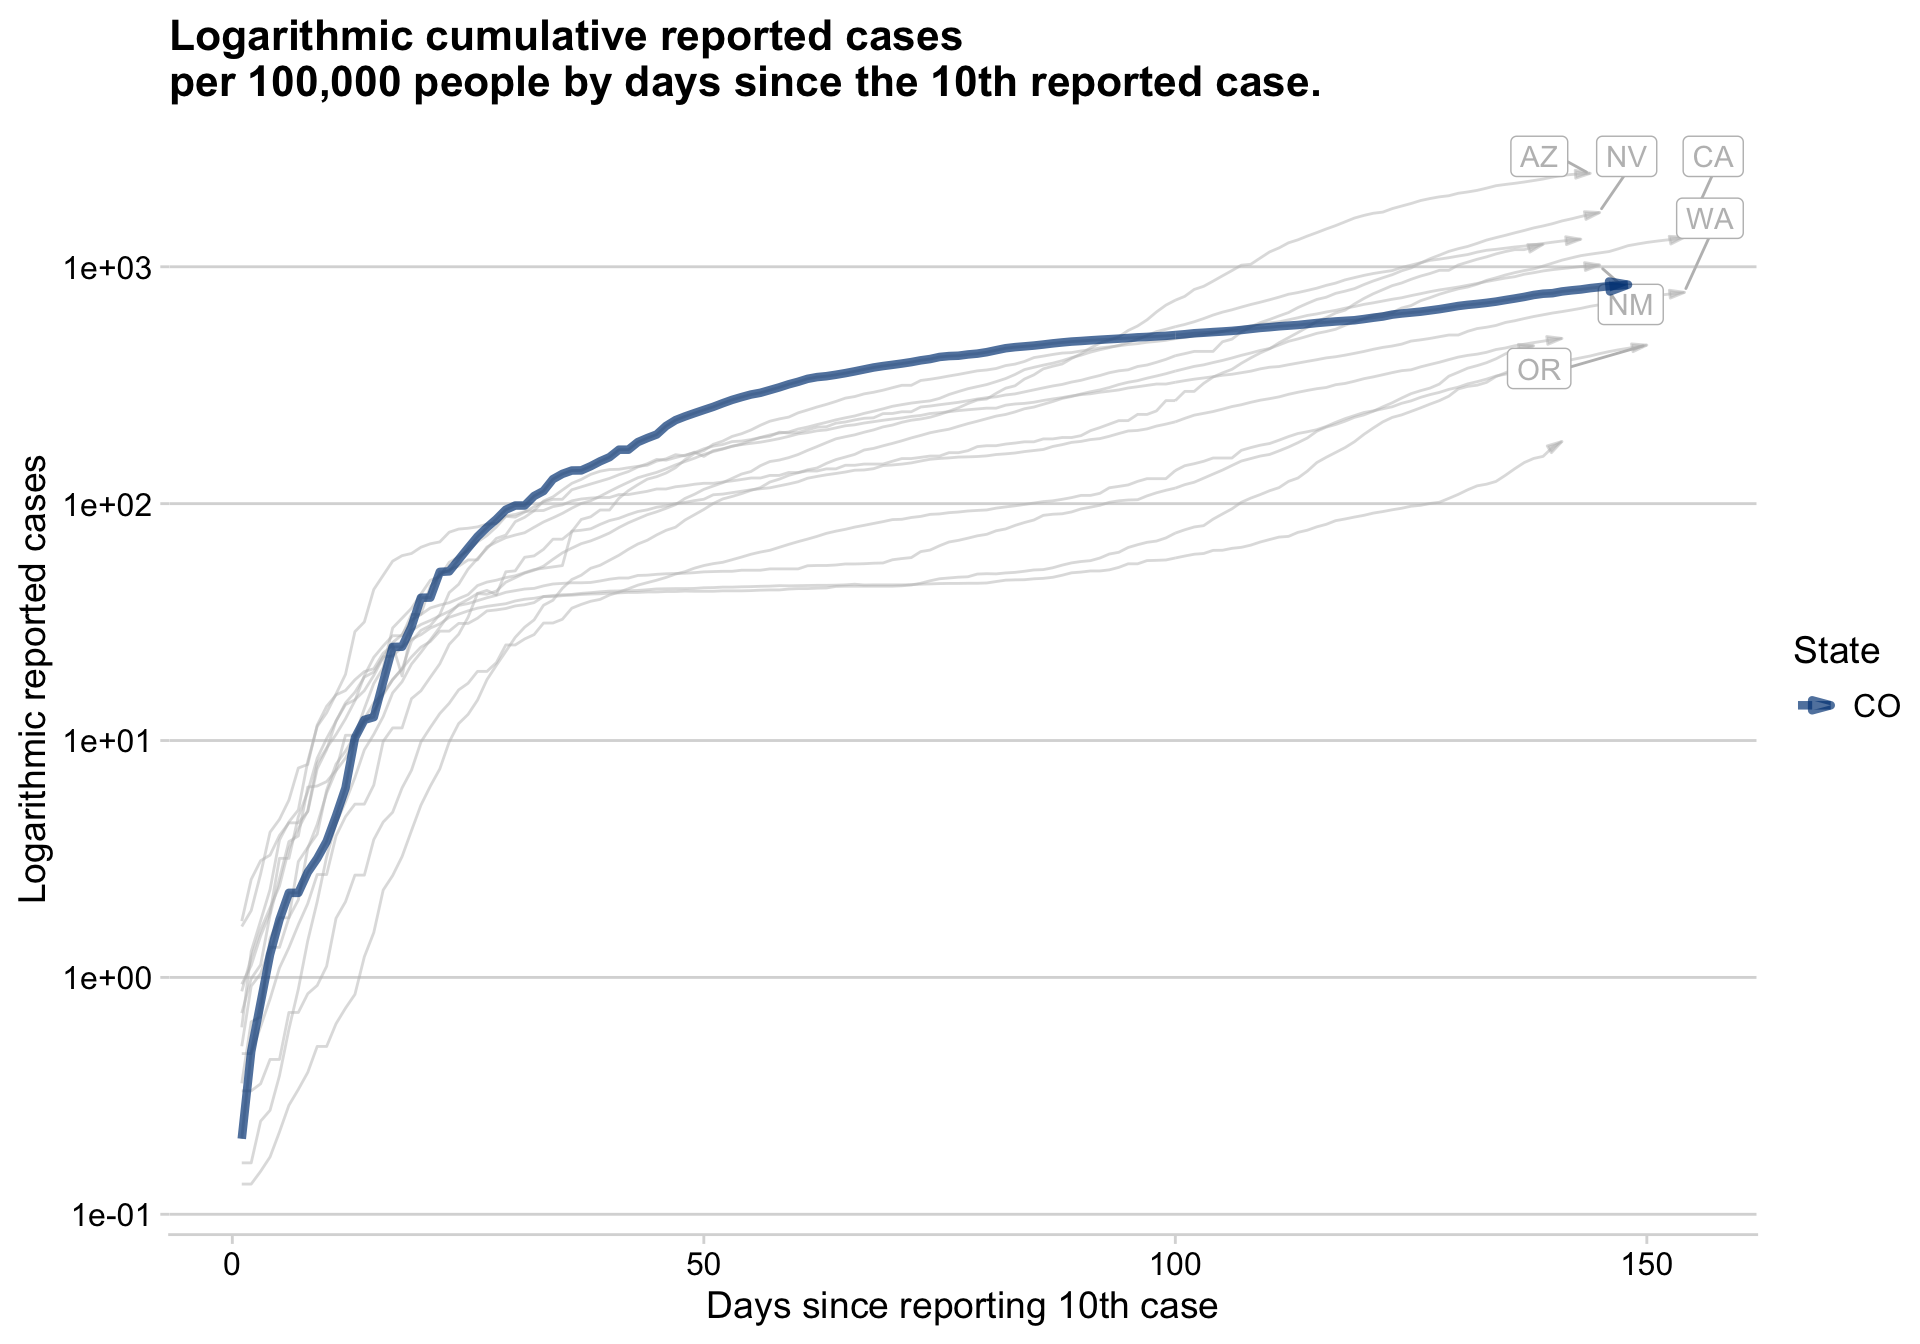 Logarithmic cumulative reported cases
per 100,000 people by days since the 10th reported case.
AZ
NV
CA
WA
NM
OR
1e+03
1e+02
1e+01
1e+00
1e-01
Logarithmic reported cases
0
50
100
150
Days since reporting 10th case
State
CO